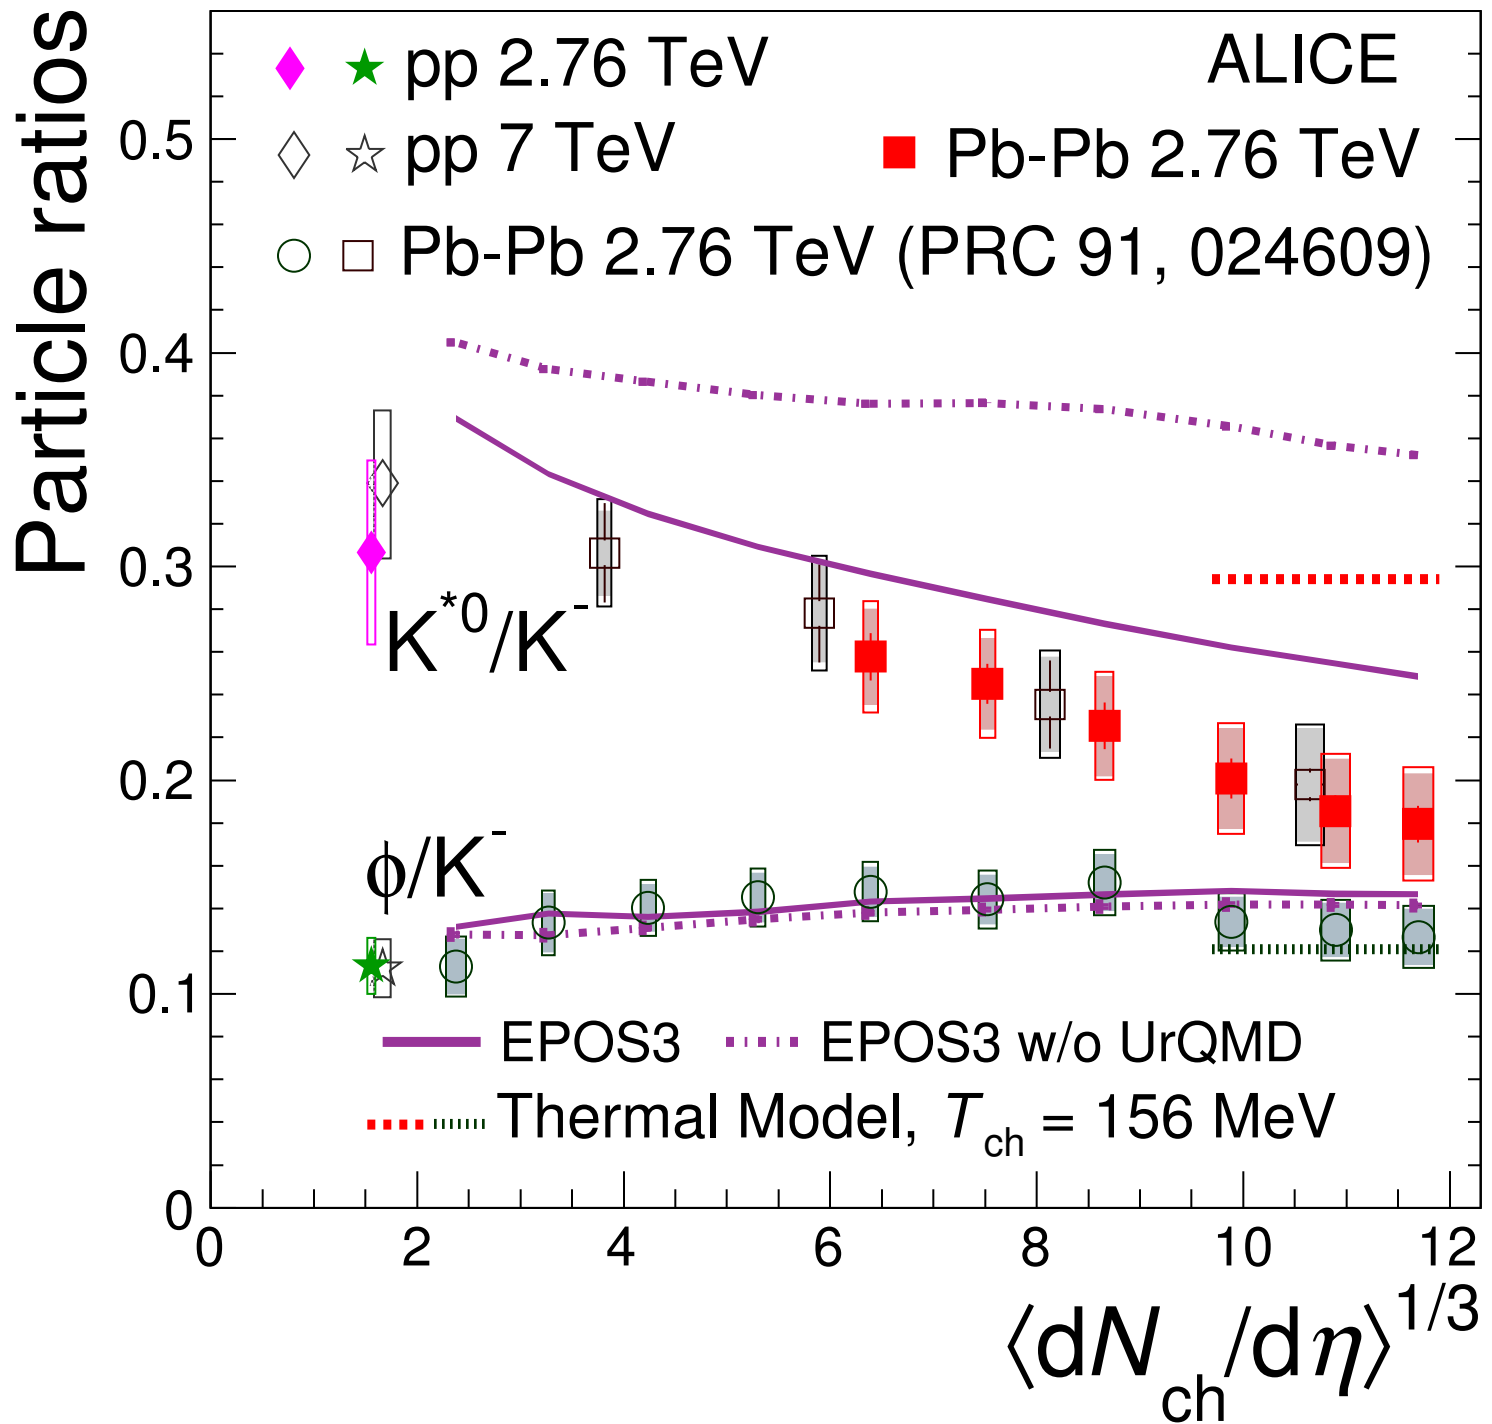 Particle ratios
pp 2.76 TeV
ALICE
pp 7 TeV
Pb-Pb 2.76 TeV
Pb-Pb 2.76 TeV (PRC 91, 024609)
0.5
0.4
0.3
0.2
0.1
0
K*0/K-
ϕ/K-
EPOS3
EPOS3 w/o UrQMD
Thermal Model, Tch = 156 MeV
0 2 4 6 8 10 12
⟨dNch/dη⟩1/3